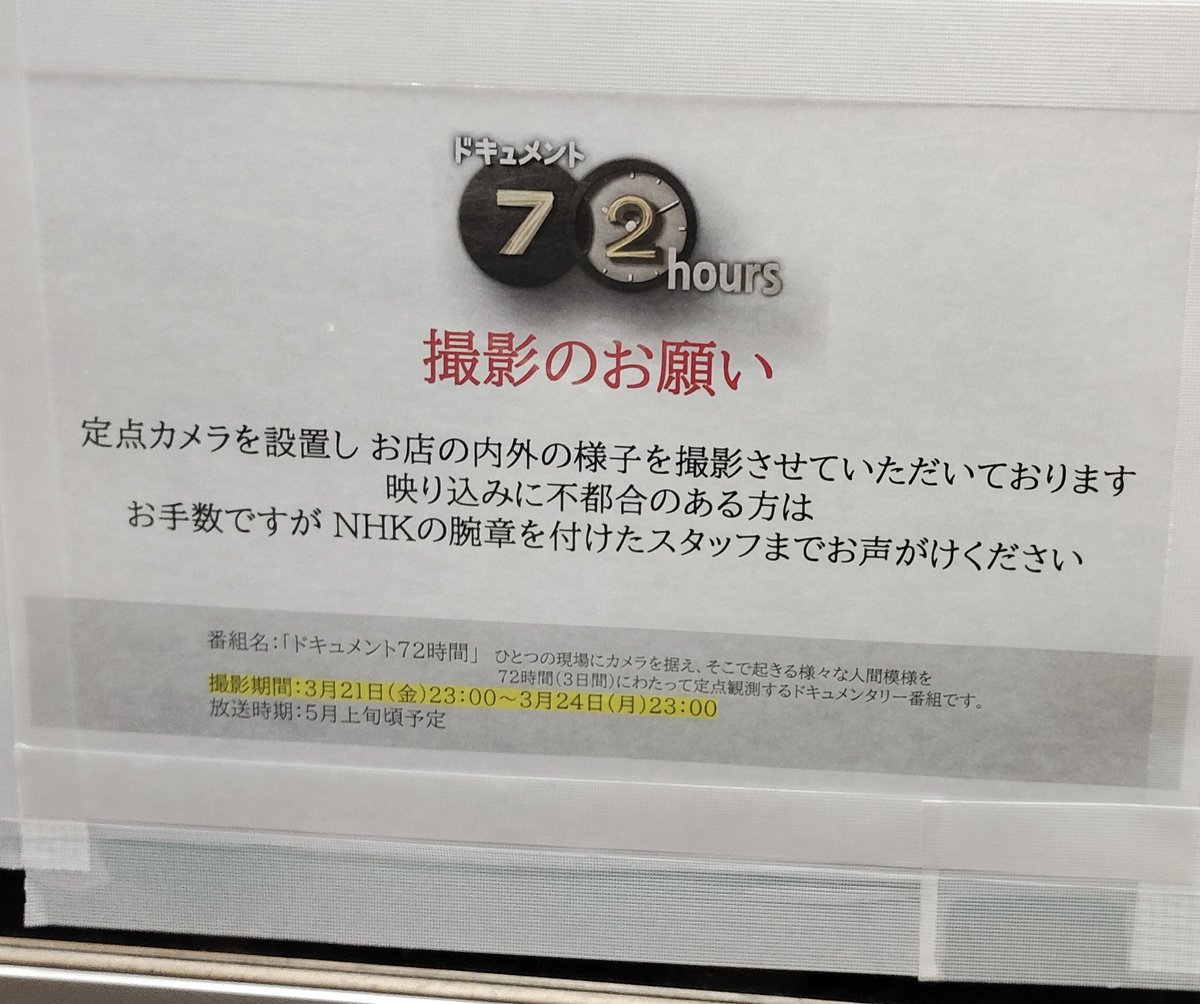 ドキュメント
72
hours
撮影のお願い
定点カメラを設置し お店の内外の様子を撮影させていただいております
映り込みに不都合のある方は
お手数ですが NHKの腕章を付けたスタッフまでお声がけください
番組名：「ドキュメント72時間」 ひとつの現場にカメラを据え、そこで起きる様々な人間模様を
72時間(3日間)にわたって定点観測するドキュメンタリー番組です。
撮影期間：3月21日(金)23：00～3月24日(月)23：00
放送時期：5月上旬頃予定